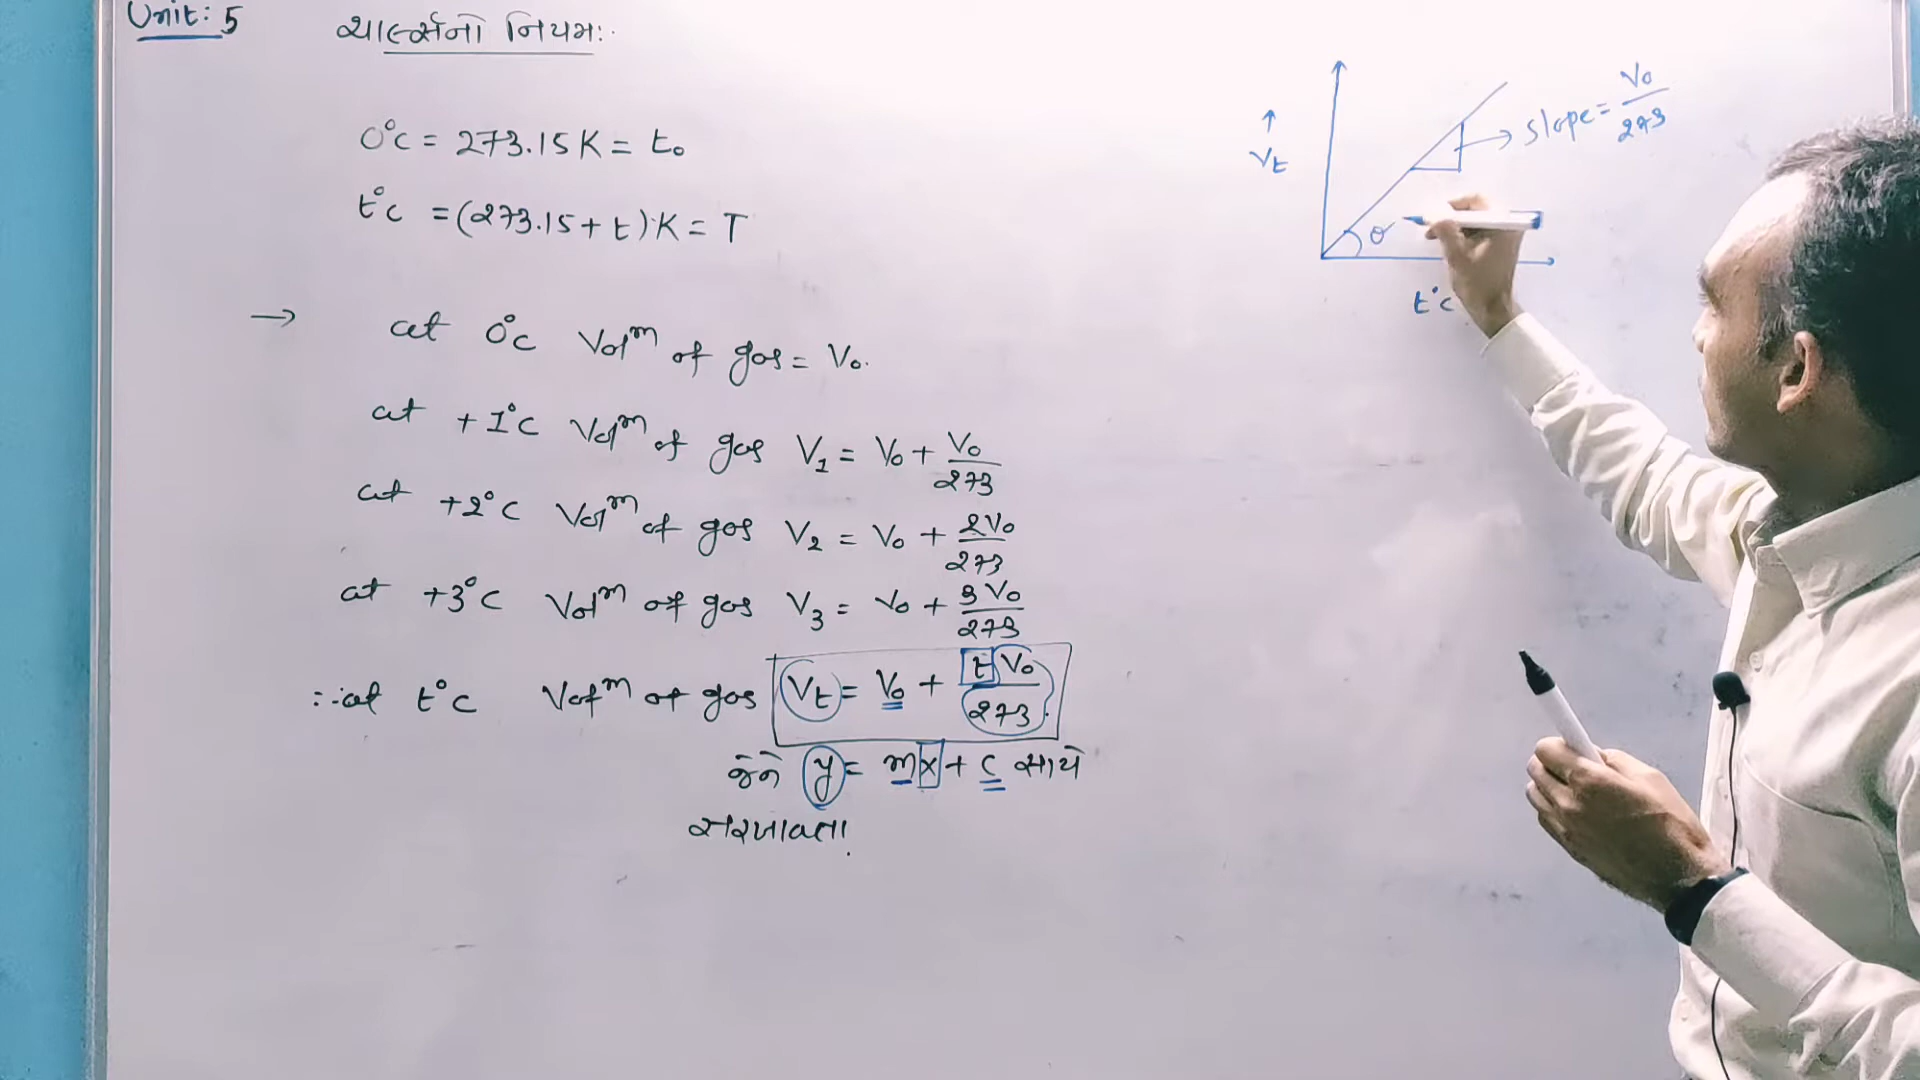 Unit: 5
ચાર્લ્સનો નિયમ:
0°c = 273.15 K = t₀
t°c = (273.15 + t) K = T
→ at 0°c Volᵐ of gas = V₀.
at +1°c Volᵐ of gas V₁ = V₀ + V₀/273
at +2°c Volᵐ of gas V₂ = V₀ + 2V₀/273
at +3°c Volᵐ of gas V₃ = V₀ + 3V₀/273
∴ at t°c Volᵐ of gas Vₜ = V₀ + tV₀/273
જેને y = mx + c સાથે
સરખાવતા
↑
Vₜ
slope = V₀/273
θ
t°c